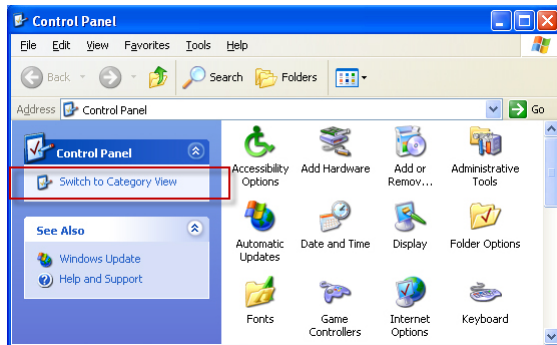 Control Panel
File Edit View Favorites Tools Help
Back Search Folders
Address Control Panel Go
Control Panel
Switch to Category View
See Also
Windows Update
Help and Support
Accessibility Options
Add Hardware
Add or Remov...
Administrative Tools
Automatic Updates
Date and Time
Display
Folder Options
Fonts
Game Controllers
Internet Options
Keyboard